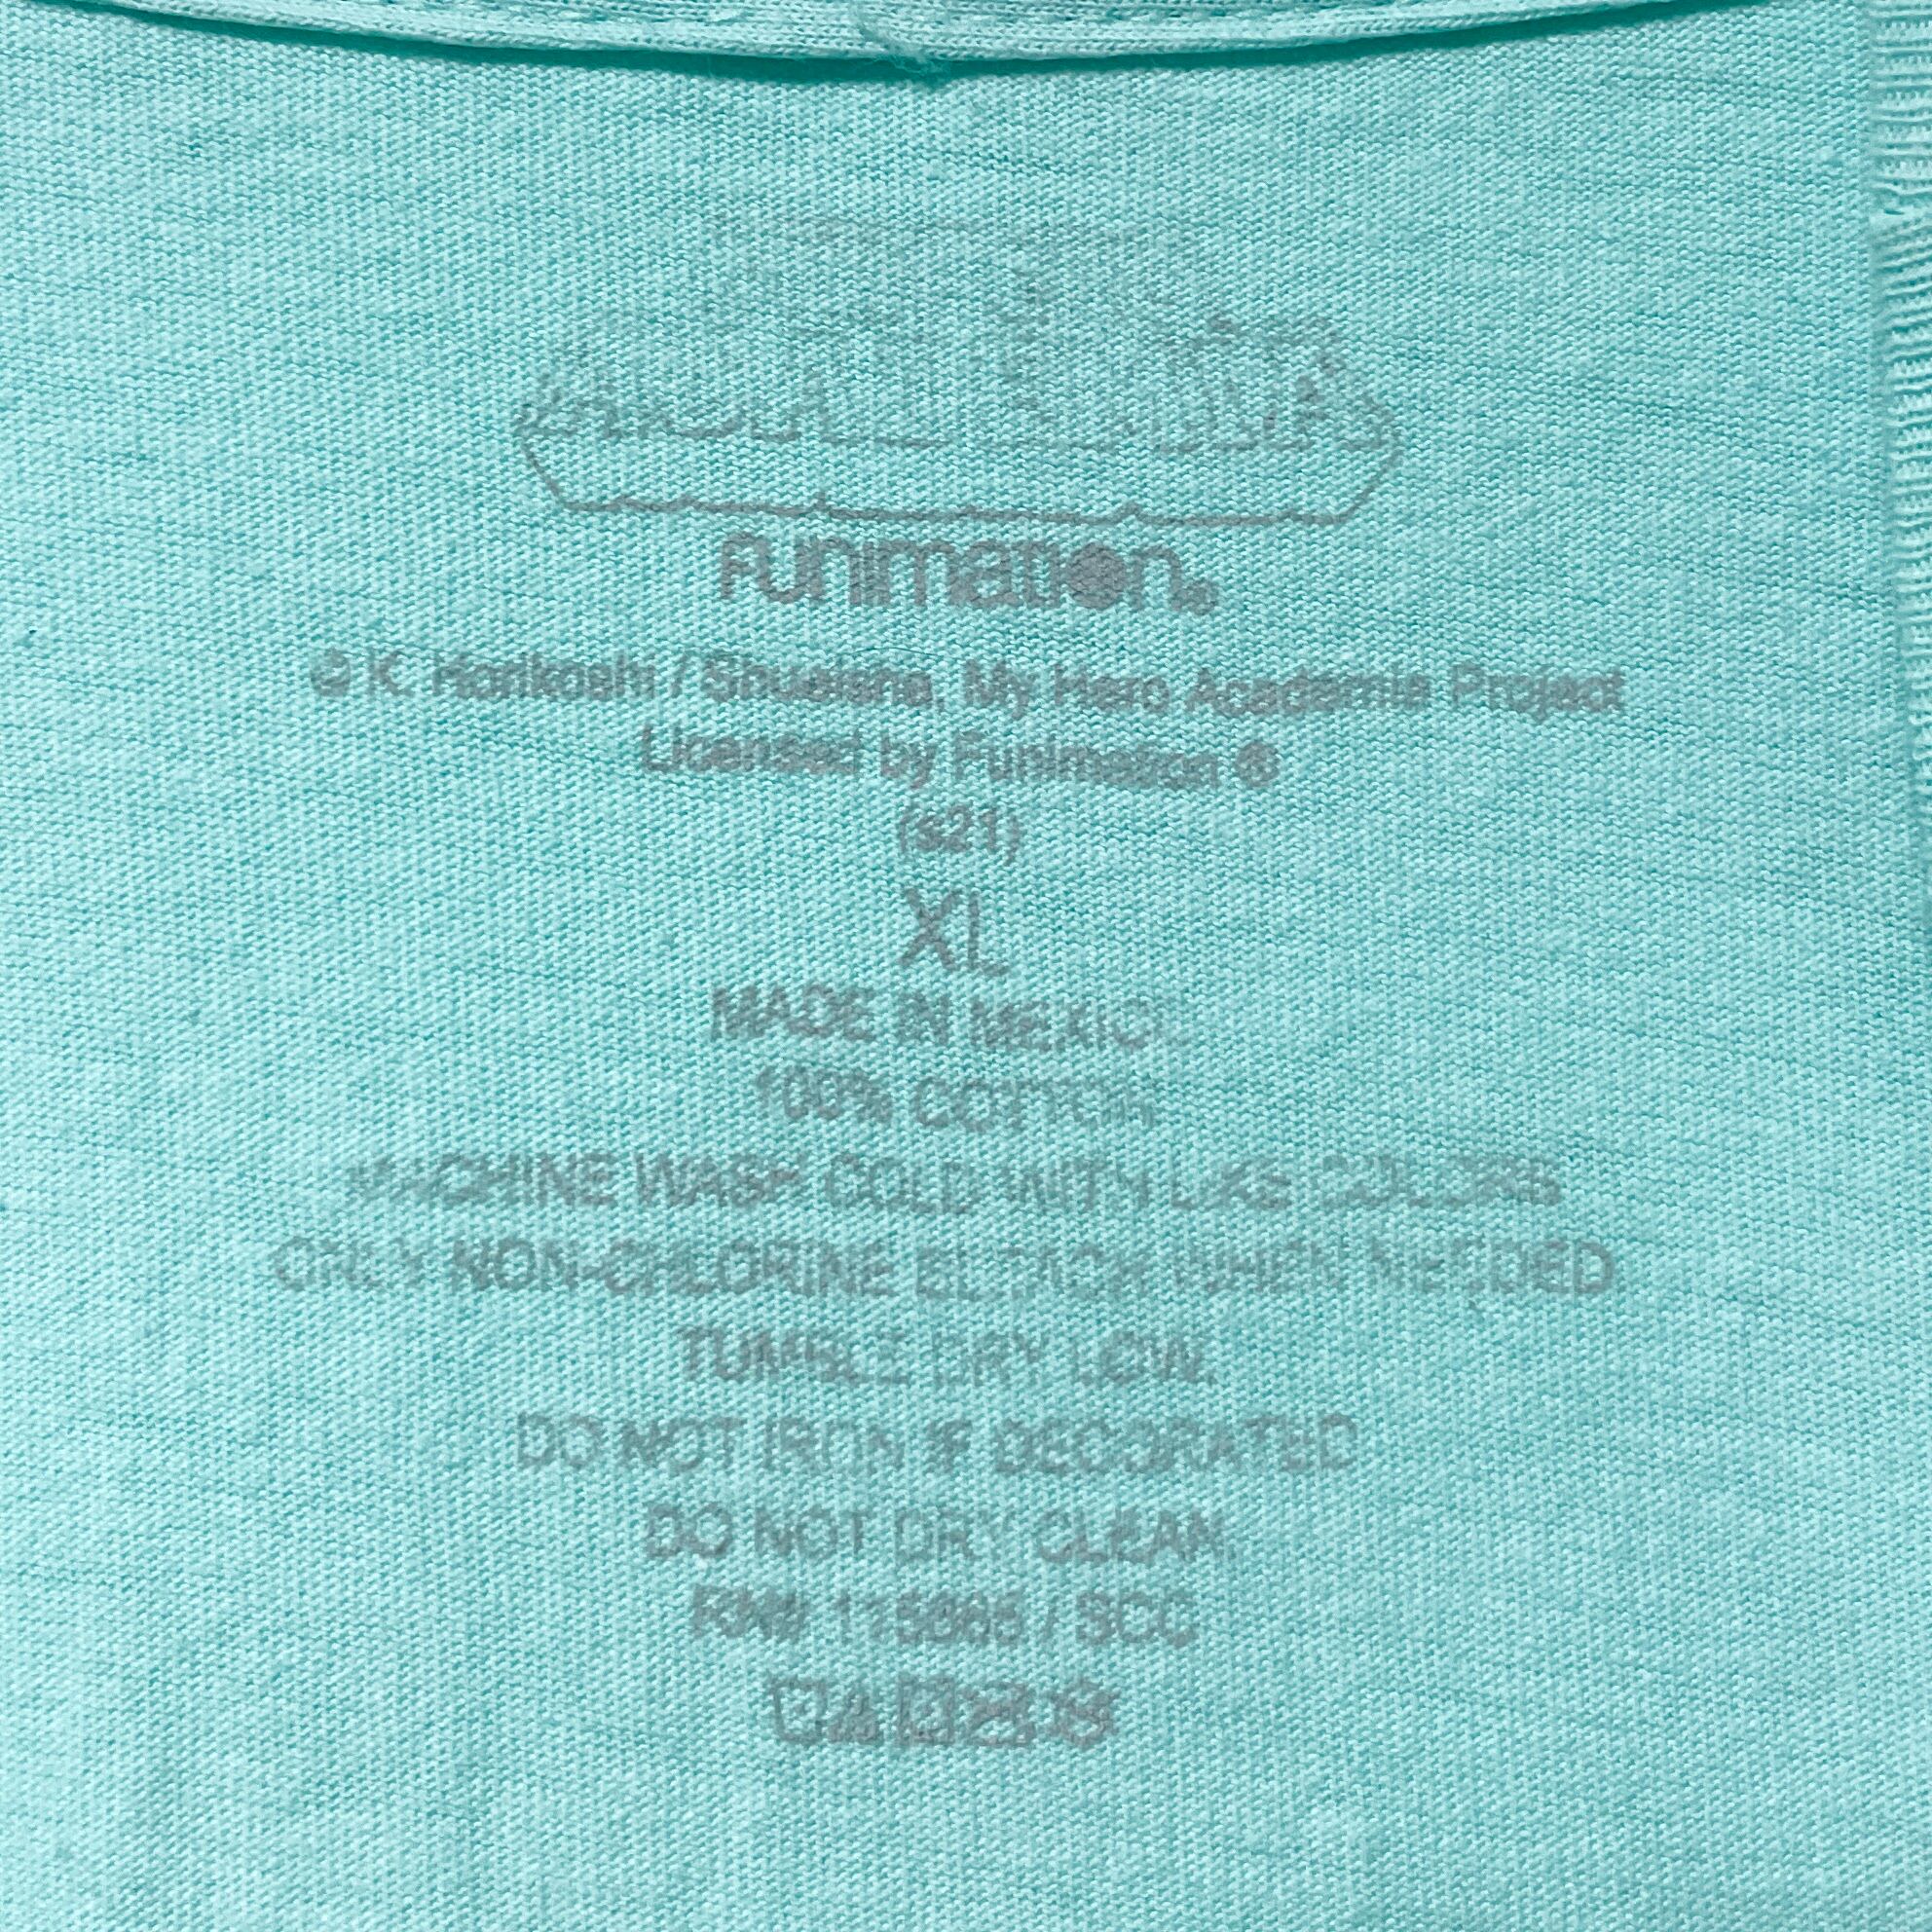 Funimation®
© K. Horikoshi / Shueisha, My Hero Academia Project
Licensed by Funimation ®
(s21)
XL
MADE IN MEXICO
100% COTTON
MACHINE WASH COLD WITH LIKE COLORS
ONLY NON-CHLORINE BLEACH WHEN NEEDED
TUMBLE DRY LOW.
DO NOT IRON IF DECORATED
DO NOT DRY CLEAN.
RN# / SCC